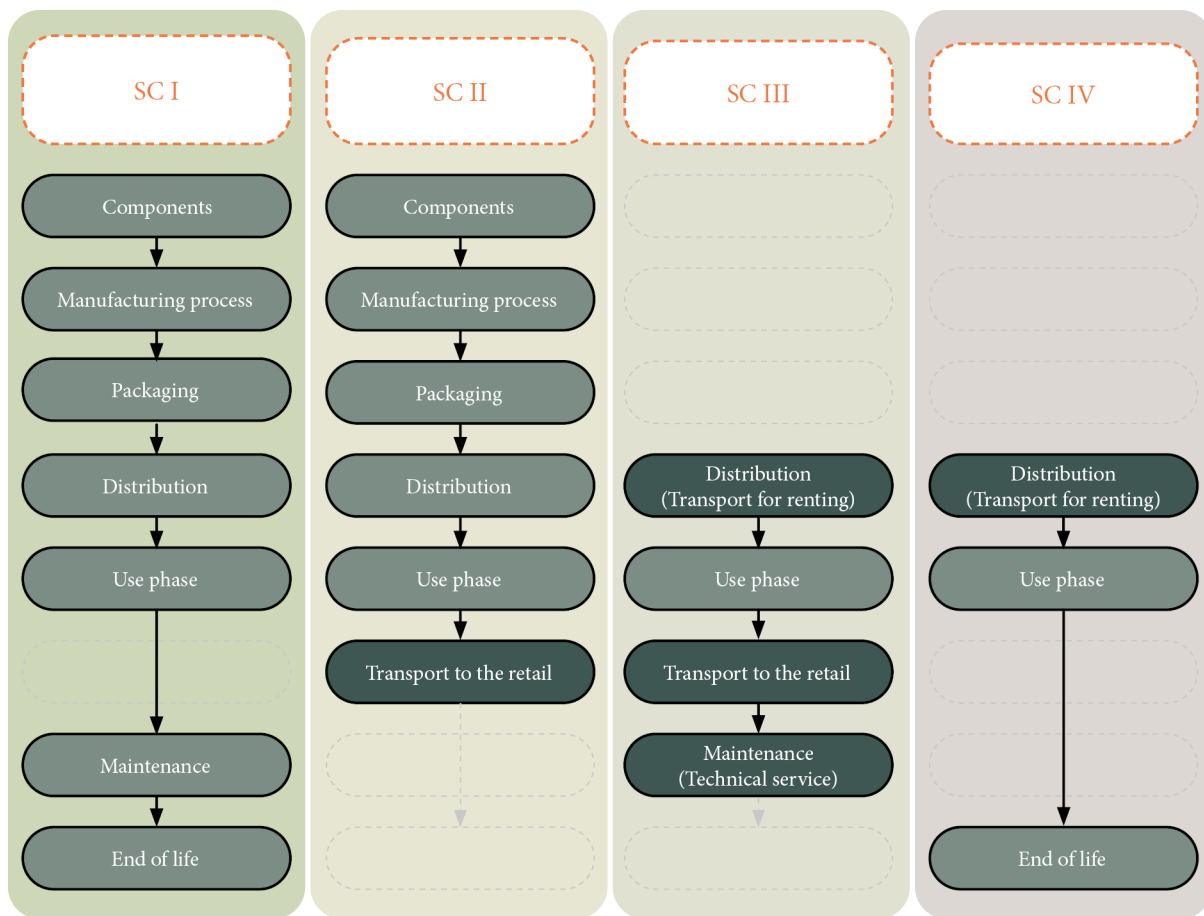 SC I
Components
Manufacturing process
Packaging
Distribution
Use phase
Maintenance
End of life
SC II
Components
Manufacturing process
Packaging
Distribution
Use phase
Transport to the retail
SC III
Distribution
(Transport for renting)
Use phase
Transport to the retail
Maintenance
(Technical service)
SC IV
Distribution
(Transport for renting)
Use phase
End of life